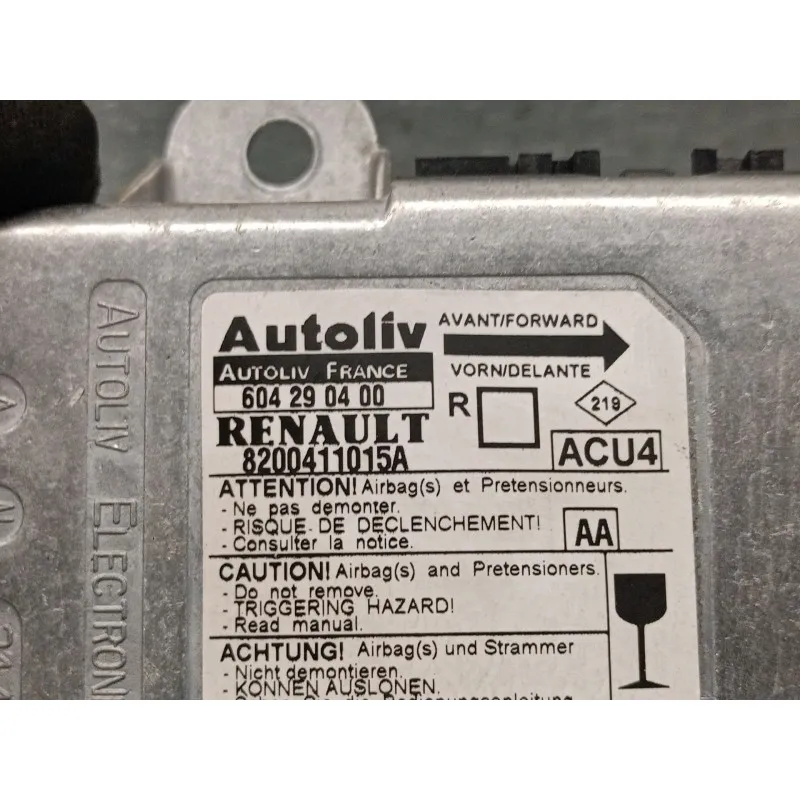 Autoliv
AUTOLIV FRANCE
604 29 04 00
AVANT/FORWARD
VORN/DELANTE
R
219
RENAULT
8200411015A
ACU4
ATTENTION! Airbag(s) et Pretensionneurs.
- Ne pas demonter.
- RISQUE DE DECLENCHEMENT!
- Consulter la notice.
AA
CAUTION! Airbag(s) and Pretensioners.
- Do not remove.
- TRIGGERING HAZARD!
- Read manual.
ACHTUNG! Airbag(s) und Strammer
- Nicht demontieren.
- KONNEN AUSLONEN.
AUTOLIV ELECTRON